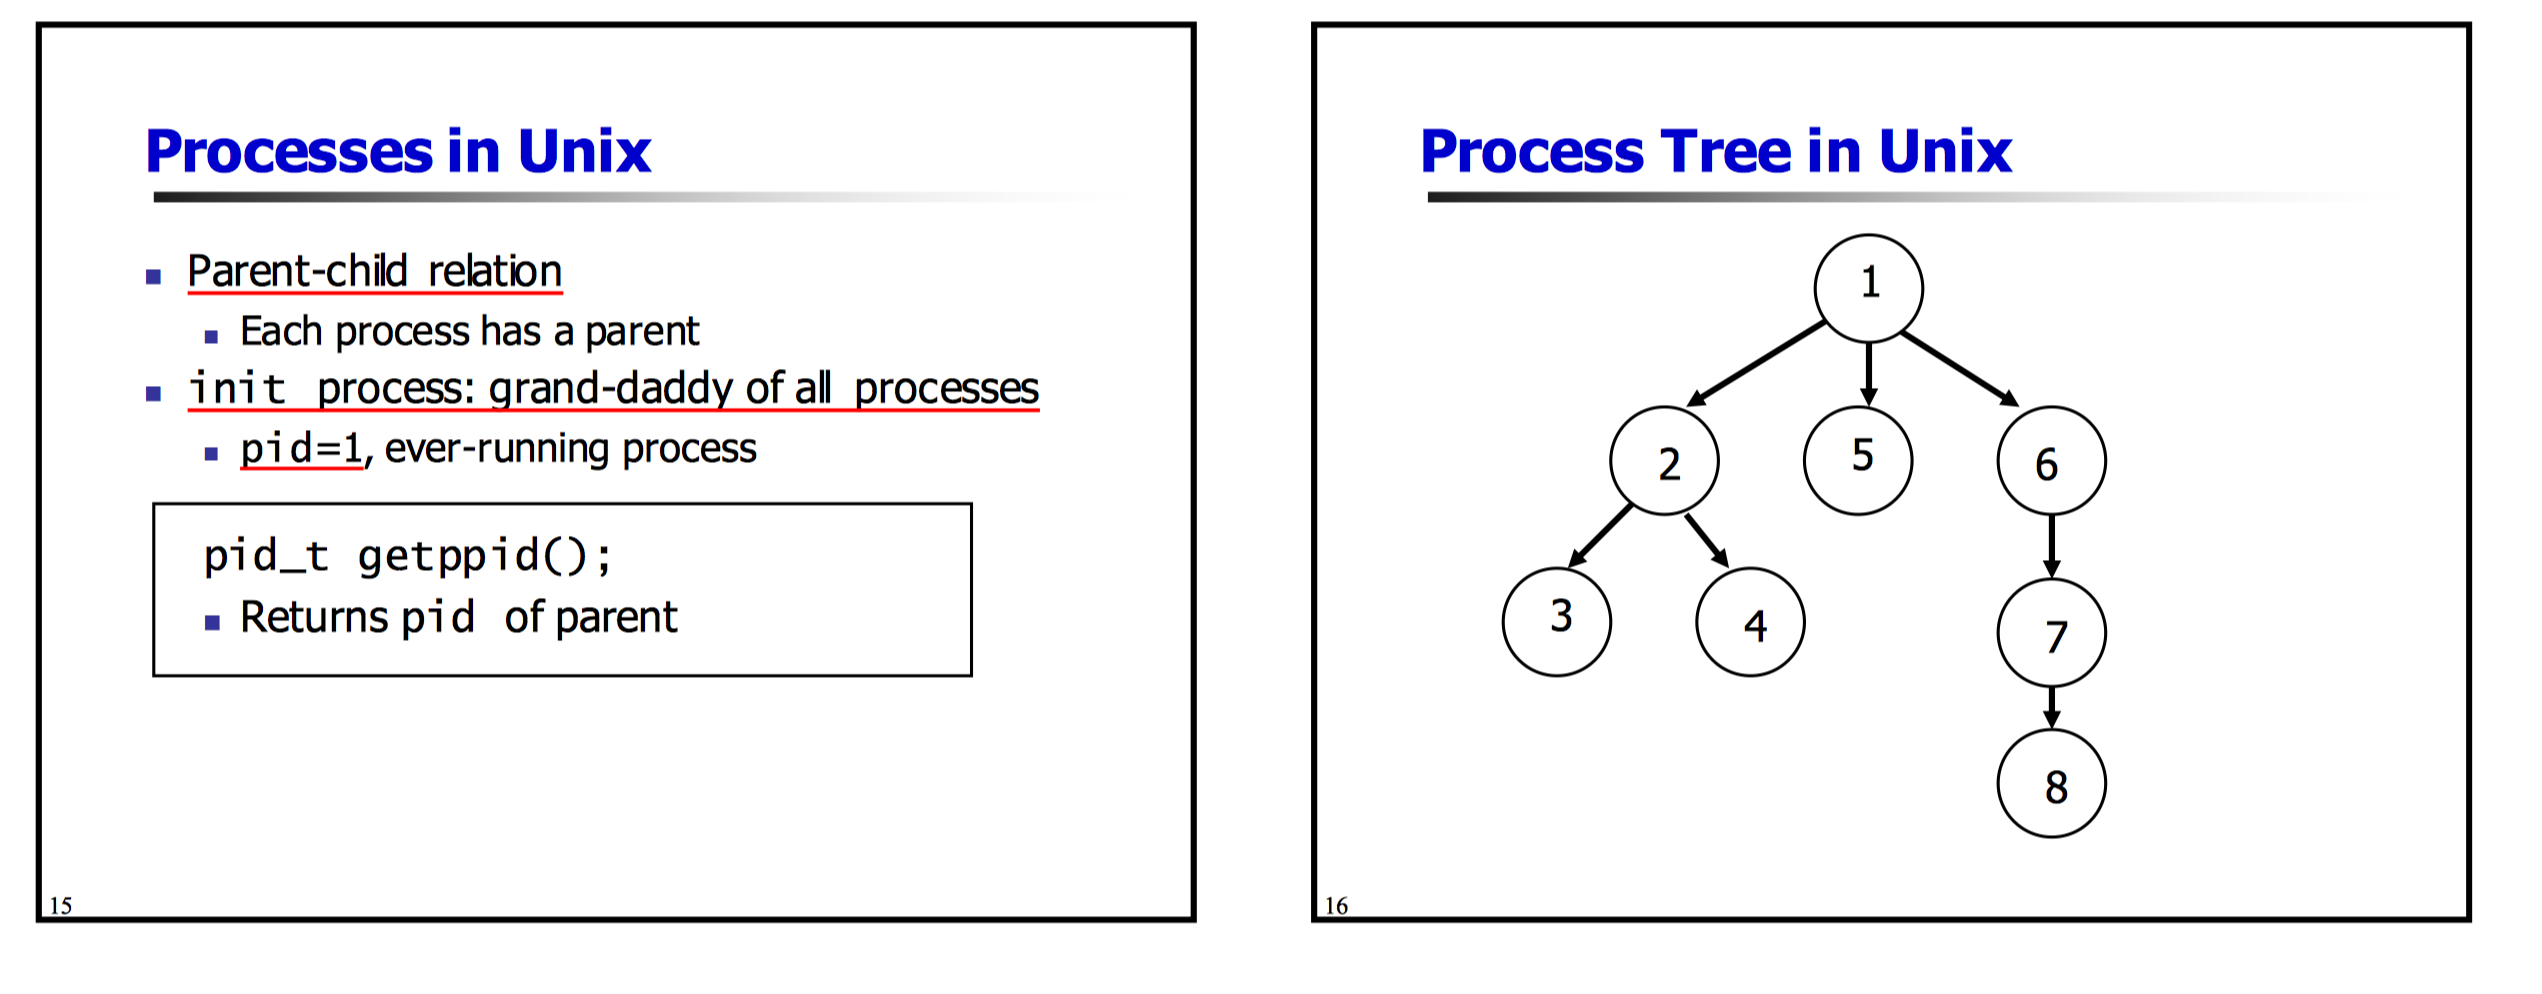 Processes in Unix
Parent-child relation
Each process has a parent
init process: grand-daddy of all processes
pid=1, ever-running process
pid_t getppid();
Returns pid of parent
15
Process Tree in Unix
1
2
5
6
3
4
7
8
16